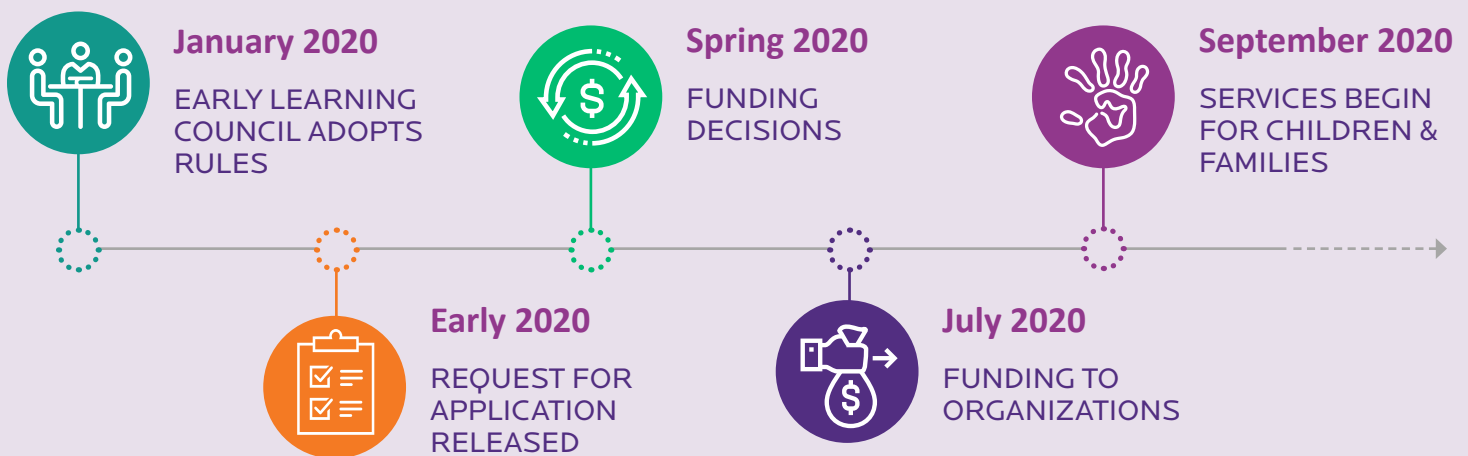 January 2020
EARLY LEARNING
COUNCIL ADOPTS
RULES
Early 2020
REQUEST FOR
APPLICATION
RELEASED
Spring 2020
FUNDING
DECISIONS
$
July 2020
FUNDING TO
ORGANIZATIONS
$
September 2020
SERVICES BEGIN
FOR CHILDREN &
FAMILIES